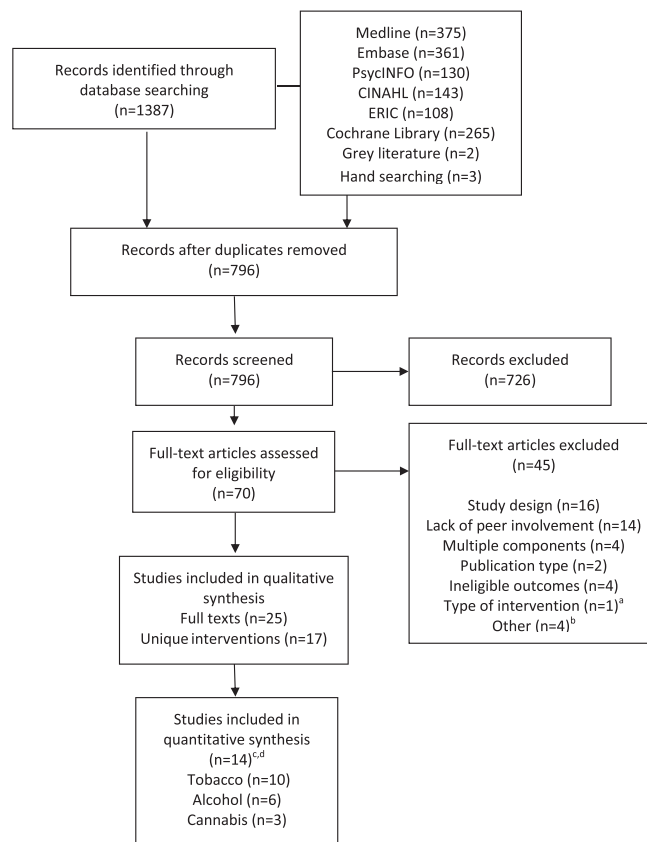 Records identified through
database searching
(n=1387)
Medline (n=375)
Embase (n=361)
PsycINFO (n=130)
CINAHL (n=143)
ERIC (n=108)
Cochrane Library (n=265)
Grey literature (n=2)
Hand searching (n=3)
Records after duplicates removed
(n=796)
Records screened
(n=796)
Records excluded
(n=726)
Full-text articles assessed
for eligibility
(n=70)
Full-text articles excluded
(n=45)
Study design (n=16)
Lack of peer involvement (n=14)
Multiple components (n=4)
Publication type (n=2)
Ineligible outcomes (n=4)
Type of intervention (n=1)a
Other (n=4)b
Studies included in qualitative
synthesis
Full texts (n=25)
Unique interventions (n=17)
Studies included in
quantitative synthesis
(n=14)c,d
Tobacco (n=10)
Alcohol (n=6)
Cannabis (n=3)